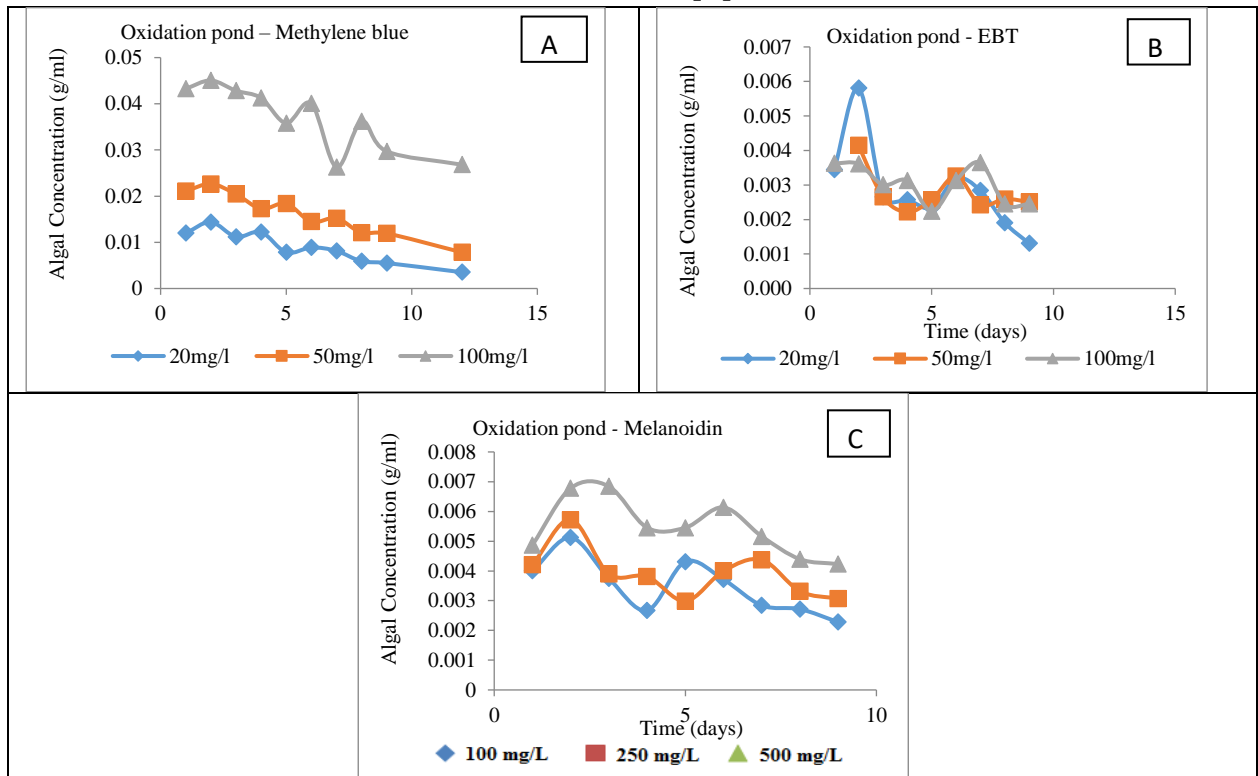 Oxidation pond – Methylene blue
A
Algal Concentration (g/ml)
0.05
0.04
0.03
0.02
0.01
0
0 5 10 15
20mg/l 50mg/l 100mg/l
Oxidation pond - EBT
B
Algal Concentration (g/ml)
0.007
0.006
0.005
0.004
0.003
0.002
0.001
0.000
0 5 10 15
Time (days)
20mg/l 50mg/l 100mg/l
Oxidation pond - Melanoidin
C
Algal Concentration (g/ml)
0.008
0.007
0.006
0.005
0.004
0.003
0.002
0.001
0
0 5 10
Time (days)
100 mg/L 250 mg/L 500 mg/L